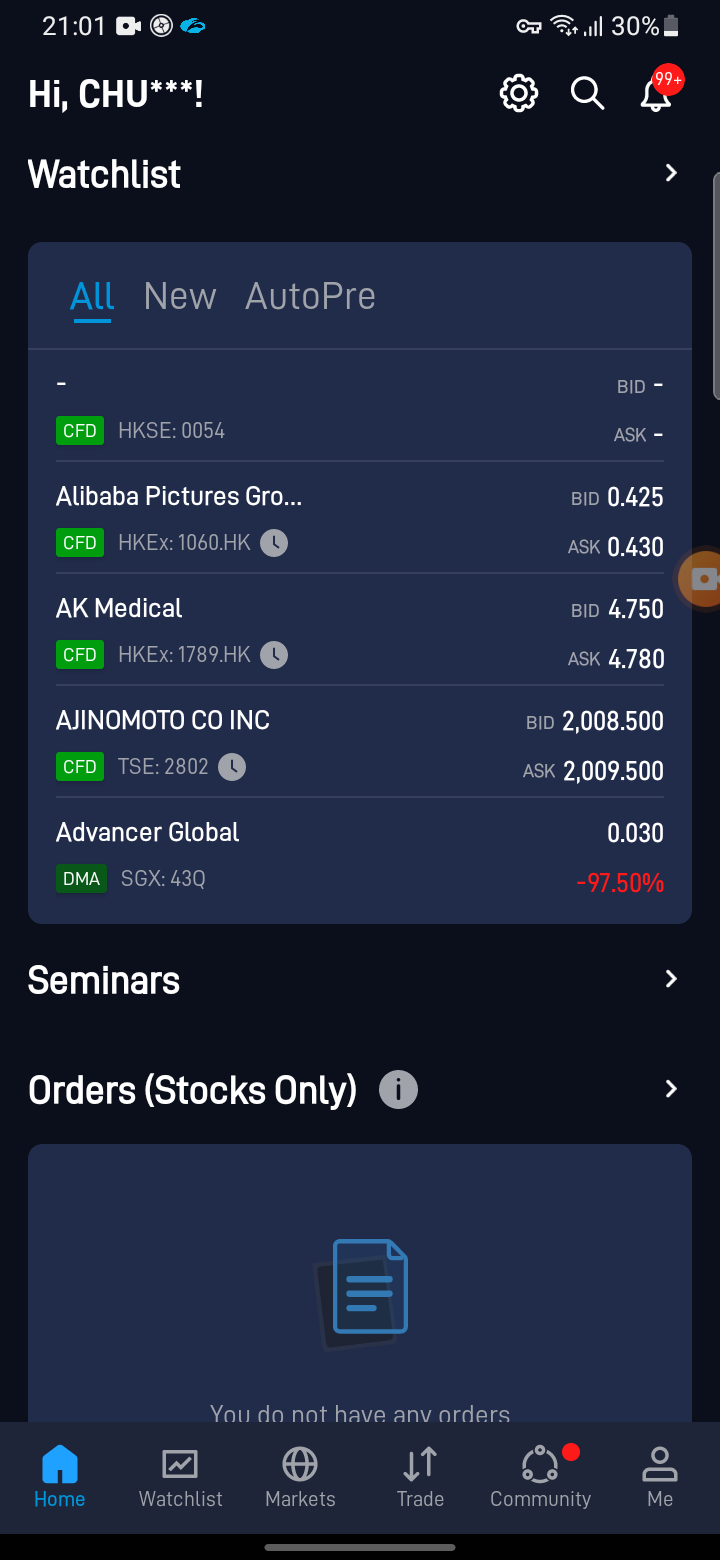 21:01 30%
Hi, CHU***! 99+
Watchlist
All New AutoPre
- BID -
CFD HKSE: 0054 ASK -
Alibaba Pictures Gro... BID 0.425
CFD HKEx: 1060.HK ASK 0.430
AK Medical BID 4.750
CFD HKEx: 1789.HK ASK 4.780
AJINOMOTO CO INC BID 2,008.500
CFD TSE: 2802 ASK 2,009.500
Advancer Global 0.030
DMA SGX: 43Q -97.50%
Seminars
Orders (Stocks Only) i
You do not have any orders
Home Watchlist Markets Trade Community Me